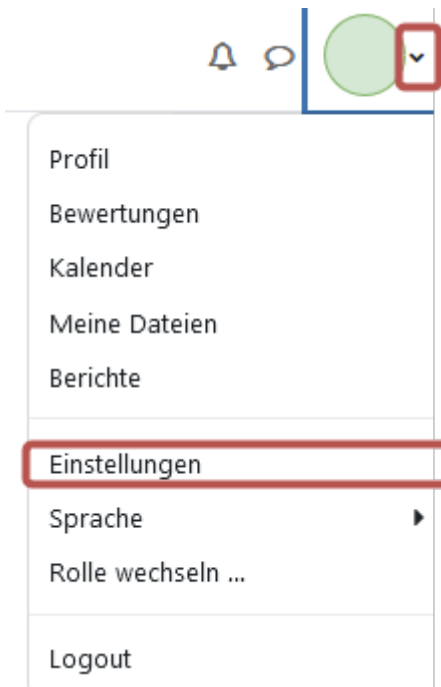 Profil
Bewertungen
Kalender
Meine Dateien
Berichte
Einstellungen
Sprache
Rolle wechseln ...
Logout